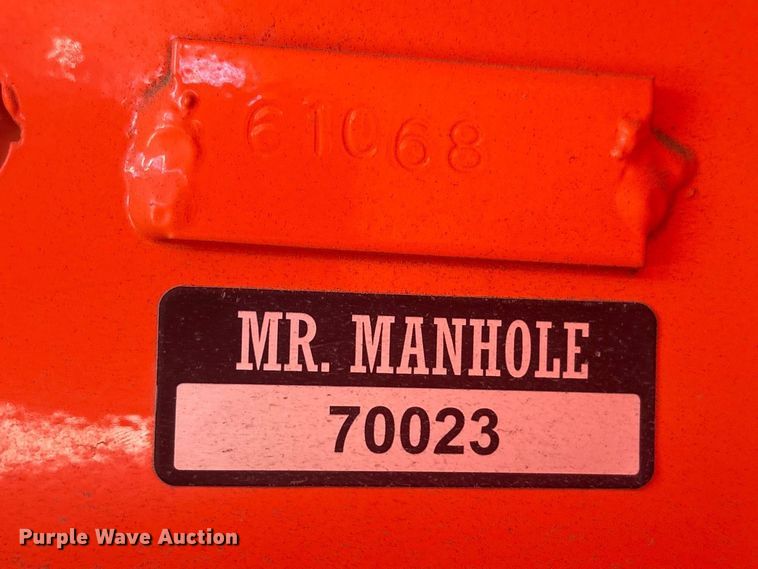 61068
MR. MANHOLE
70023
Purple Wave Auction